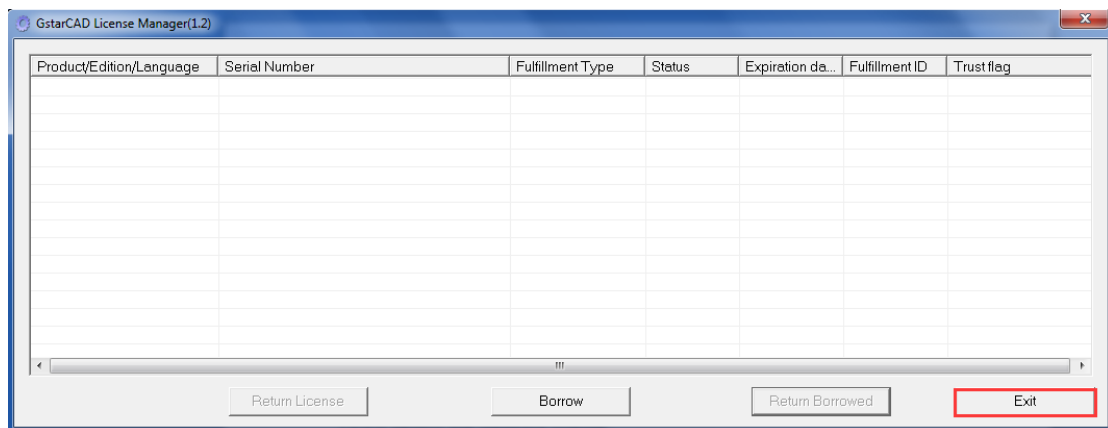 GstarCAD License Manager(1.2)
Product/Edition/Language Serial Number Fulfillment Type Status Expiration da... Fulfillment ID Trust flag
Return License Borrow Return Borrowed Exit